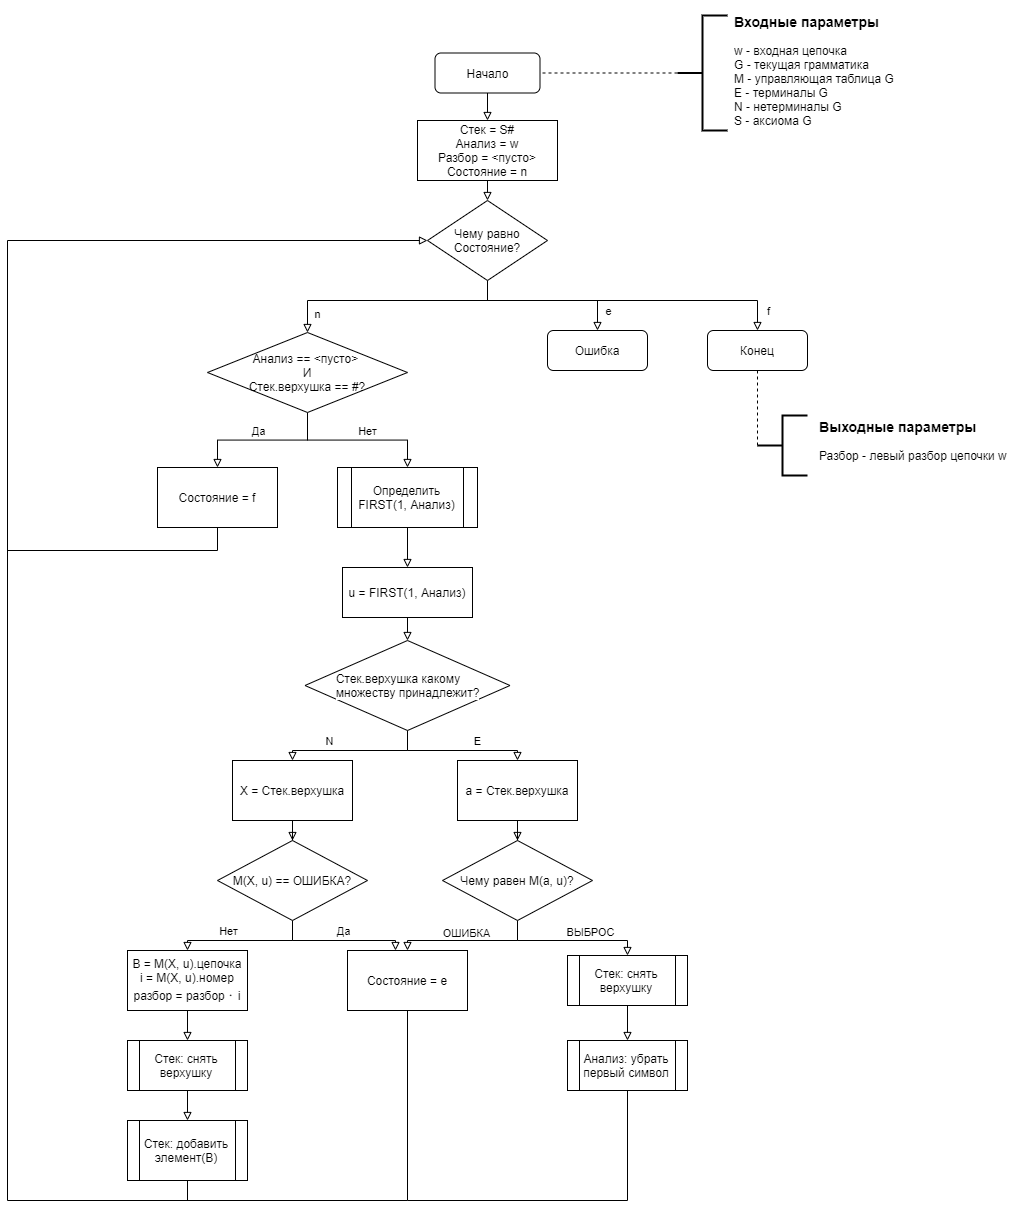 Входные параметры
w - входная цепочка
G - текущая грамматика
M - управляющая таблица G
E - терминалы G
N - нетерминалы G
S - аксиома G
Начало
Стек = S#
Анализ = w
Разбор = <пусто>
Состояние = n
Чему равно
Состояние?
n
e
f
Анализ == <пусто>
И
Стек.верхушка == #?
Ошибка
Конец
Выходные параметры
Разбор - левый разбор цепочки w
Да
Нет
Состояние = f
Определить
FIRST(1, Анализ)
u = FIRST(1, Анализ)
Стек.верхушка какому
множеству принадлежит?
N
E
X = Стек.верхушка
a = Стек.верхушка
M(X, u) == ОШИБКА?
Чему равен M(a, u)?
Нет
Да
ОШИБКА
ВЫБРОС
B = M(X, u).цепочка
i = M(X, u).номер
разбор = разбор · i
Состояние = e
Стек: снять
верхушку
Стек: снять
верхушку
Анализ: убрать
первый символ
Стек: добавить
элемент(B)